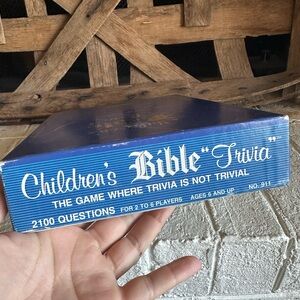 Children's Bible "Trivia"
THE GAME WHERE TRIVIA IS NOT TRIVIAL
2100 QUESTIONS FOR 2 TO 6 PLAYERS AGES 6 AND UP NO. 911